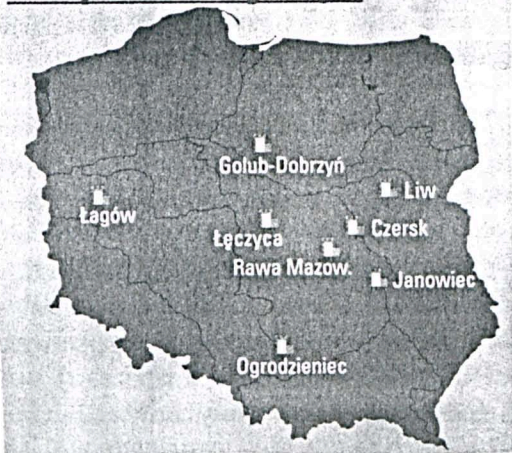 Golub-Dobrzyń
Liw
Łagów
Łęczyca
Czersk
Rawa Mazow.
Janowiec
Ogrodzieniec